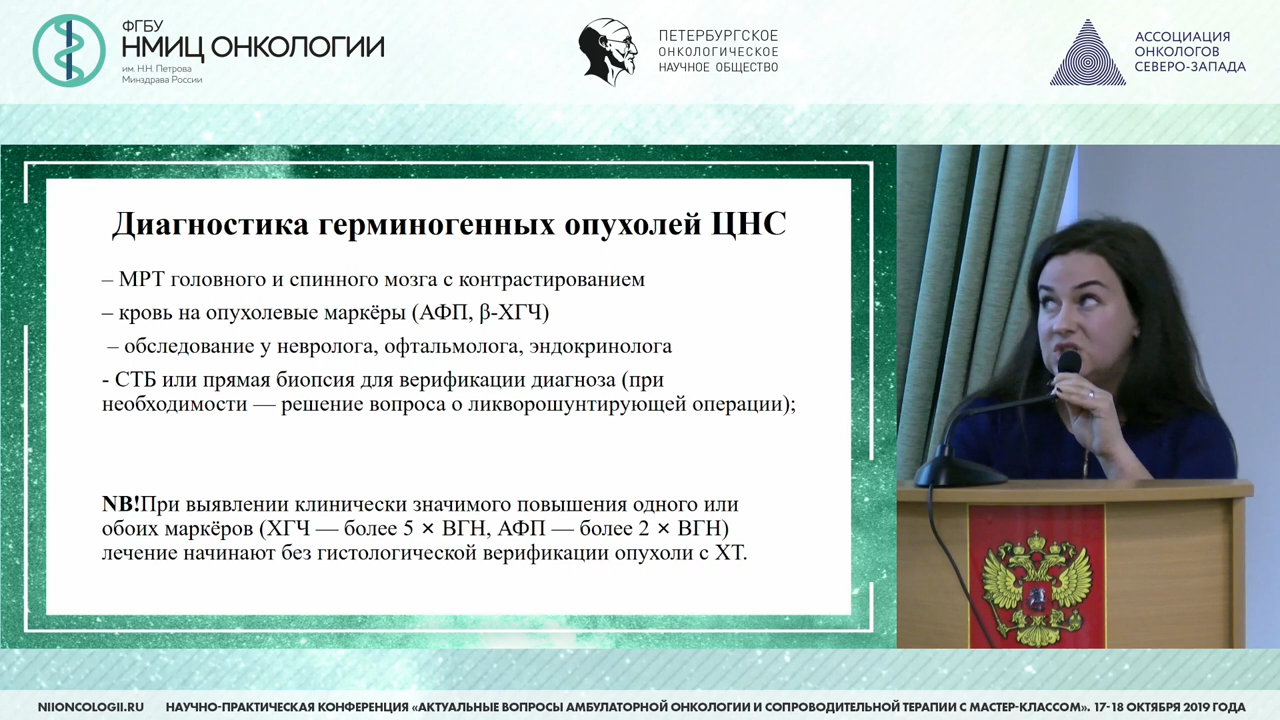 ФГБУ
НМИЦ ОНКОЛОГИИ
им. Н.Н. Петрова
Минздрава России
ПЕТЕРБУРГСКОЕ
ОНКОЛОГИЧЕСКОЕ
НАУЧНОЕ ОБЩЕСТВО
АССОЦИАЦИЯ
ОНКОЛОГОВ
СЕВЕРО-ЗАПАДА
Диагностика герминогенных опухолей ЦНС
– МРТ головного и спинного мозга с контрастированием
– кровь на опухолевые маркёры (АФП, β-ХГЧ)
– обследование у невролога, офтальмолога, эндокринолога
- СТБ или прямая биопсия для верификации диагноза (при
необходимости — решение вопроса о ликворошунтирующей операции);
NB!При выявлении клинически значимого повышения одного или
обоих маркёров (ХГЧ — более 5 × ВГН, АФП — более 2 × ВГН)
лечение начинают без гистологической верификации опухоли с ХТ.
NIIONCOLOGII.RU НАУЧНО-ПРАКТИЧЕСКАЯ КОНФЕРЕНЦИЯ «АКТУАЛЬНЫЕ ВОПРОСЫ АМБУЛАТОРНОЙ ОНКОЛОГИИ И СОПРОВОДИТЕЛЬНОЙ ТЕРАПИИ С МАСТЕР-КЛАССОМ». 17-18 ОКТЯБРЯ 2019 ГОДА